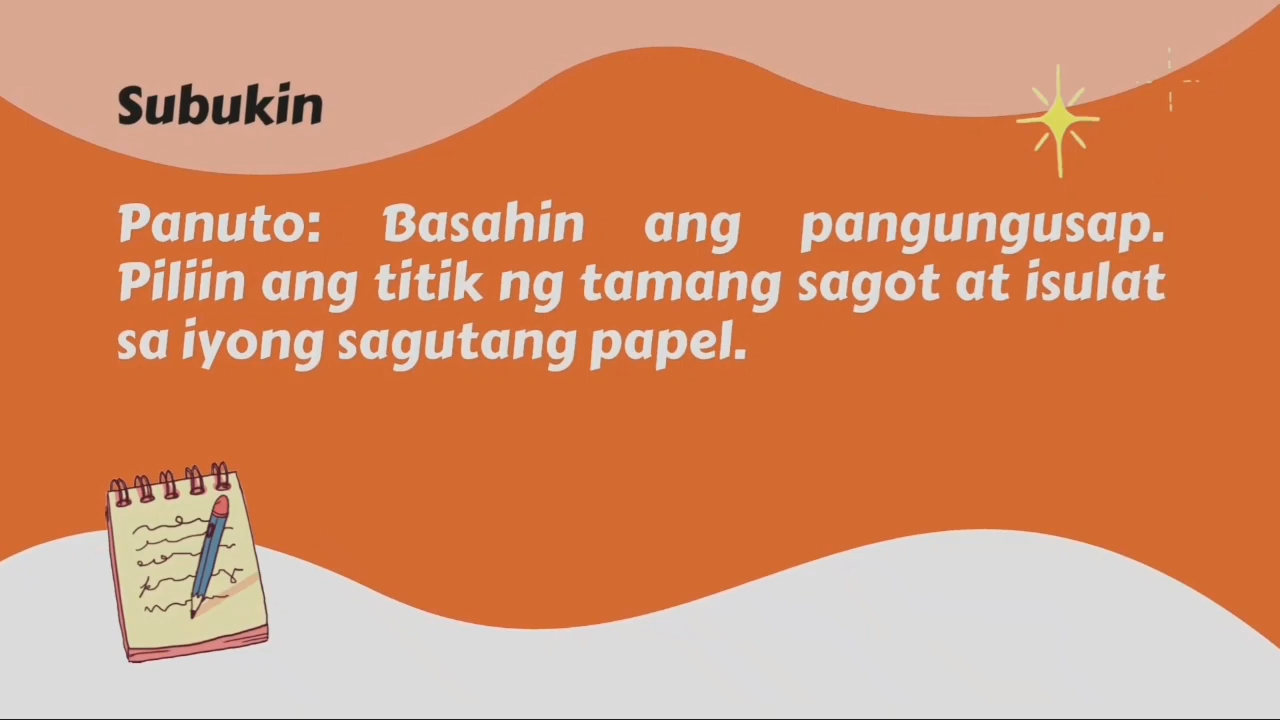 Subukin
Panuto: Basahin ang pangungusap.
Piliin ang titik ng tamang sagot at isulat
sa iyong sagutang papel.